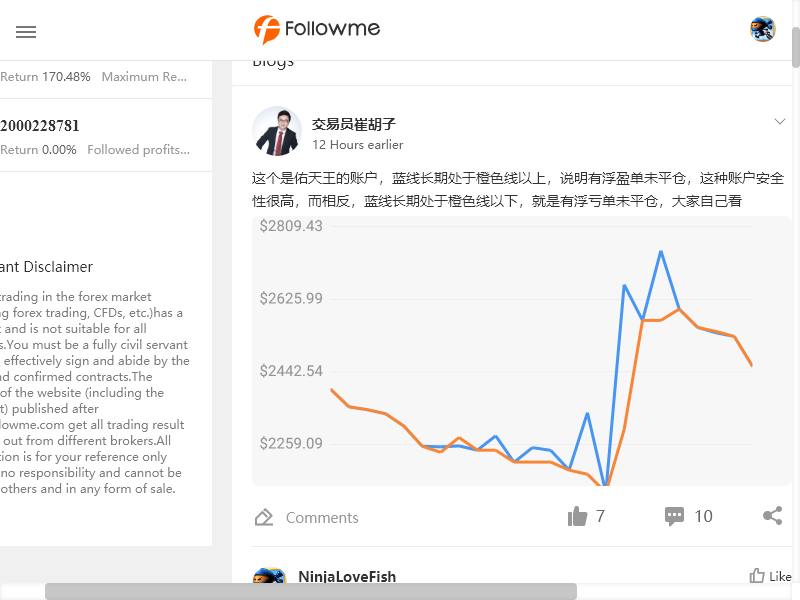 Followme
Return 170.48% Maximum Re...
2000228781
Return 0.00% Followed profits...
ant Disclaimer
trading in the forex market
g forex trading, CFDs, etc.)has a
and is not suitable for all
s.You must be a fully civil servant
effectively sign and abide by the
nd confirmed contracts.The
of the website (including the
t) published after
lowme.com get all trading result
out from different brokers.All
tion is for your reference only
no responsibility and cannot be
others and in any form of sale.
Blogs
交易员崔胡子
12 Hours earlier
这个是佑天王的账户，蓝线长期处于橙色线以上，说明有浮盈单未平仓，这种账户安全
性很高，而相反，蓝线长期处于橙色线以下，就是有浮亏单未平仓，大家自己看
$2809.43
$2625.99
$2442.54
$2259.09
Comments 7 10
NinjaLoveFish Like